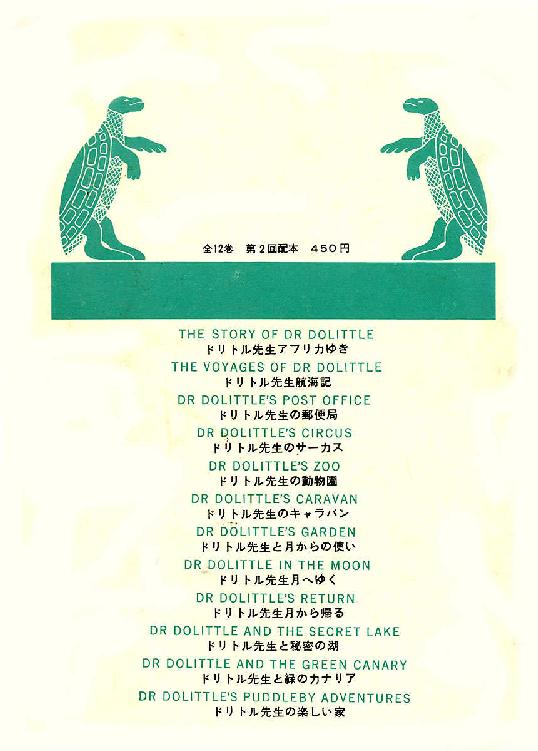 全12巻　第2回配本　450円
THE STORY OF DR DOLITTLE
ドリトル先生アフリカゆき
THE VOYAGES OF DR DOLITTLE
ドリトル先生航海記
DR DOLITTLE'S POST OFFICE
ドリトル先生の郵便局
DR DOLITTLE'S CIRCUS
ドリトル先生のサーカス
DR DOLITTLE'S ZOO
ドリトル先生の動物園
DR DOLITTLE'S CARAVAN
ドリトル先生のキャラバン
DR DOLITTLE'S GARDEN
ドリトル先生と月からの使い
DR DOLITTLE IN THE MOON
ドリトル先生月へゆく
DR DOLITTLE'S RETURN
ドリトル先生月から帰る
DR DOLITTLE AND THE SECRET LAKE
ドリトル先生と秘密の湖
DR DOLITTLE AND THE GREEN CANARY
ドリトル先生と緑のカナリア
DR DOLITTLE'S PUDDLEBY ADVENTURES
ドリトル先生の楽しい家